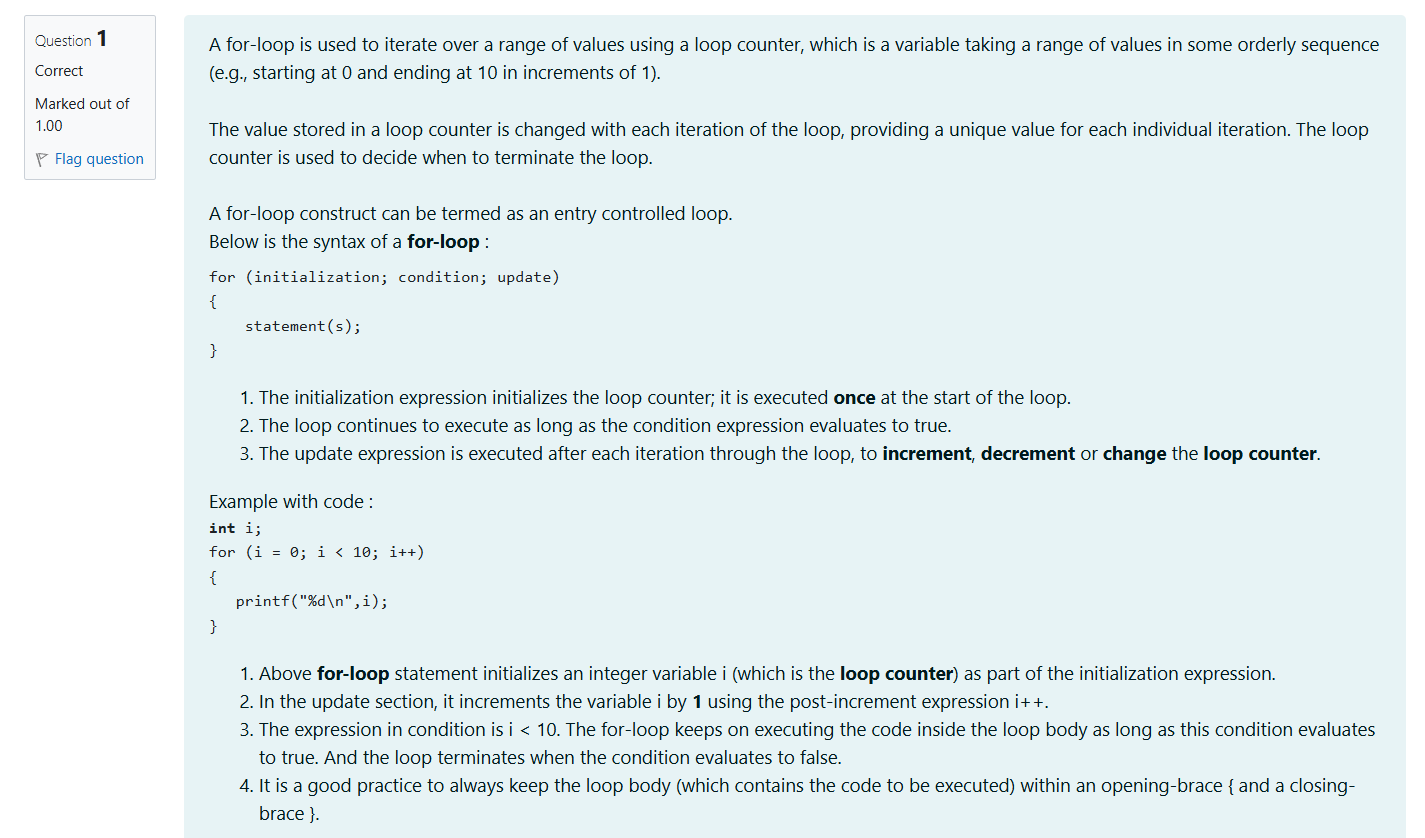 Question 1
Correct
Marked out of
1.00
Flag question
A for-loop is used to iterate over a range of values using a loop counter, which is a variable taking a range of values in some orderly sequence
(e.g., starting at 0 and ending at 10 in increments of 1).
The value stored in a loop counter is changed with each iteration of the loop, providing a unique value for each individual iteration. The loop
counter is used to decide when to terminate the loop.
A for-loop construct can be termed as an entry controlled loop.
Below is the syntax of a for-loop :
for (initialization; condition; update)
{
    statement(s);
}
1. The initialization expression initializes the loop counter; it is executed once at the start of the loop.
2. The loop continues to execute as long as the condition expression evaluates to true.
3. The update expression is executed after each iteration through the loop, to increment, decrement or change the loop counter.
Example with code :
int i;
for (i = 0; i < 10; i++)
{
   printf("%d\n",i);
}
1. Above for-loop statement initializes an integer variable i (which is the loop counter) as part of the initialization expression.
2. In the update section, it increments the variable i by 1 using the post-increment expression i++.
3. The expression in condition is i < 10. The for-loop keeps on executing the code inside the loop body as long as this condition evaluates
to true. And the loop terminates when the condition evaluates to false.
4. It is a good practice to always keep the loop body (which contains the code to be executed) within an opening-brace { and a closing-
brace }.